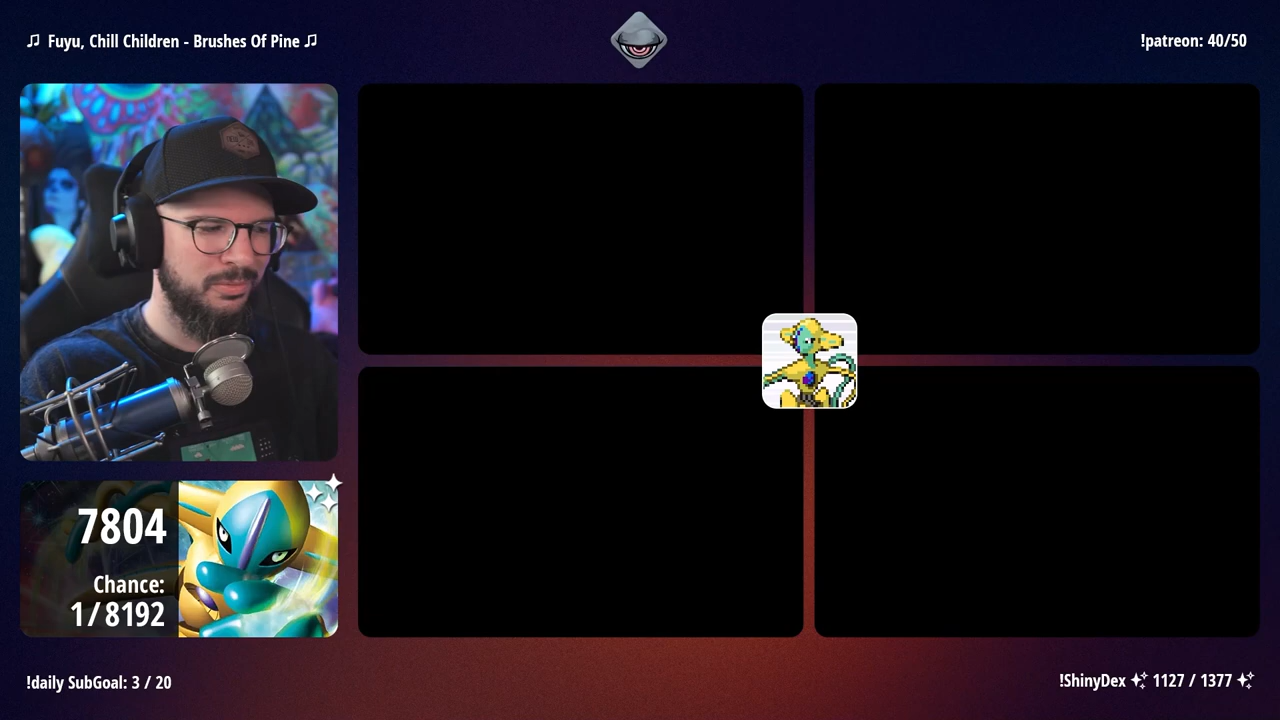 ♫ Fuyu, Chill Children - Brushes Of Pine ♫
!patreon: 40/50
7804
Chance:
1/8192
!daily SubGoal: 3 / 20
!ShinyDex ✨ 1127 / 1377 ✨